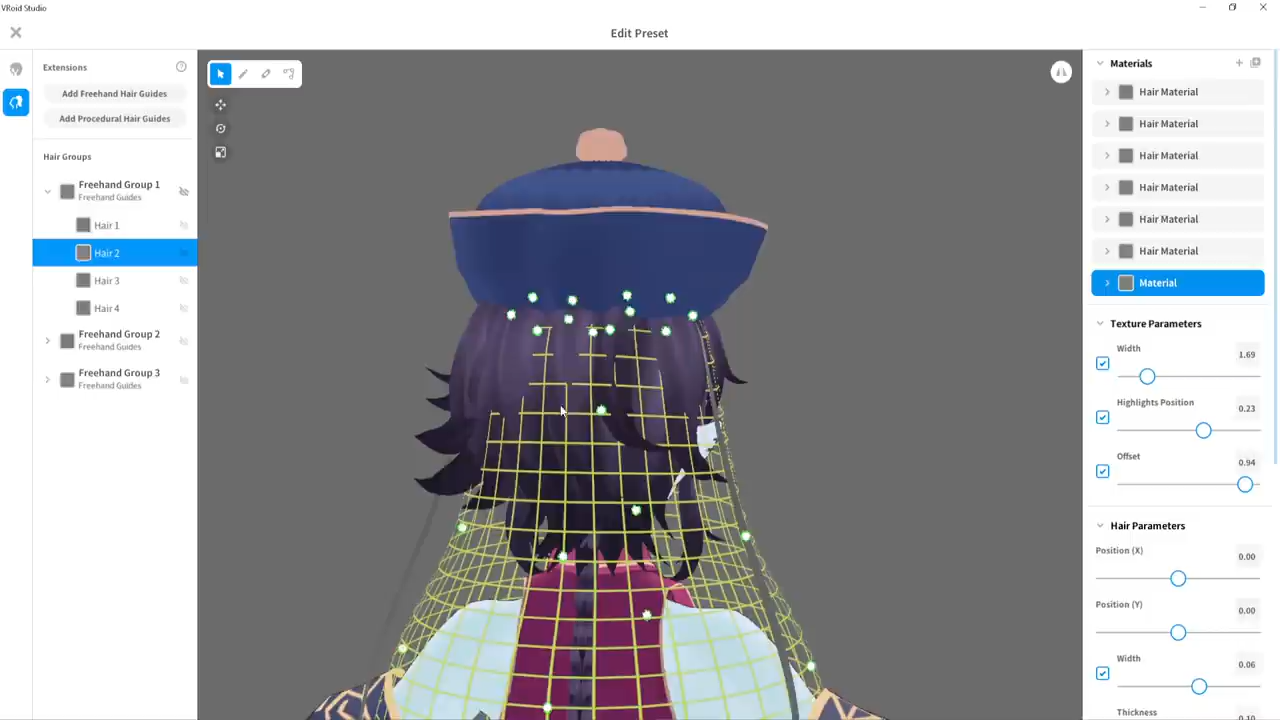 VRoid Studio
Edit Preset
Extensions
Add Freehand Hair Guides
Add Procedural Hair Guides
Hair Groups
Freehand Group 1
Freehand Guides
Hair 1
Hair 2
Hair 3
Hair 4
Freehand Group 2
Freehand Guides
Freehand Group 3
Freehand Guides
Materials
Hair Material
Hair Material
Hair Material
Hair Material
Hair Material
Hair Material
Material
Texture Parameters
Width
1.69
Highlights Position
0.23
Offset
0.94
Hair Parameters
Position (X)
0.00
Position (Y)
0.00
Width
0.06
Thickness
0.10